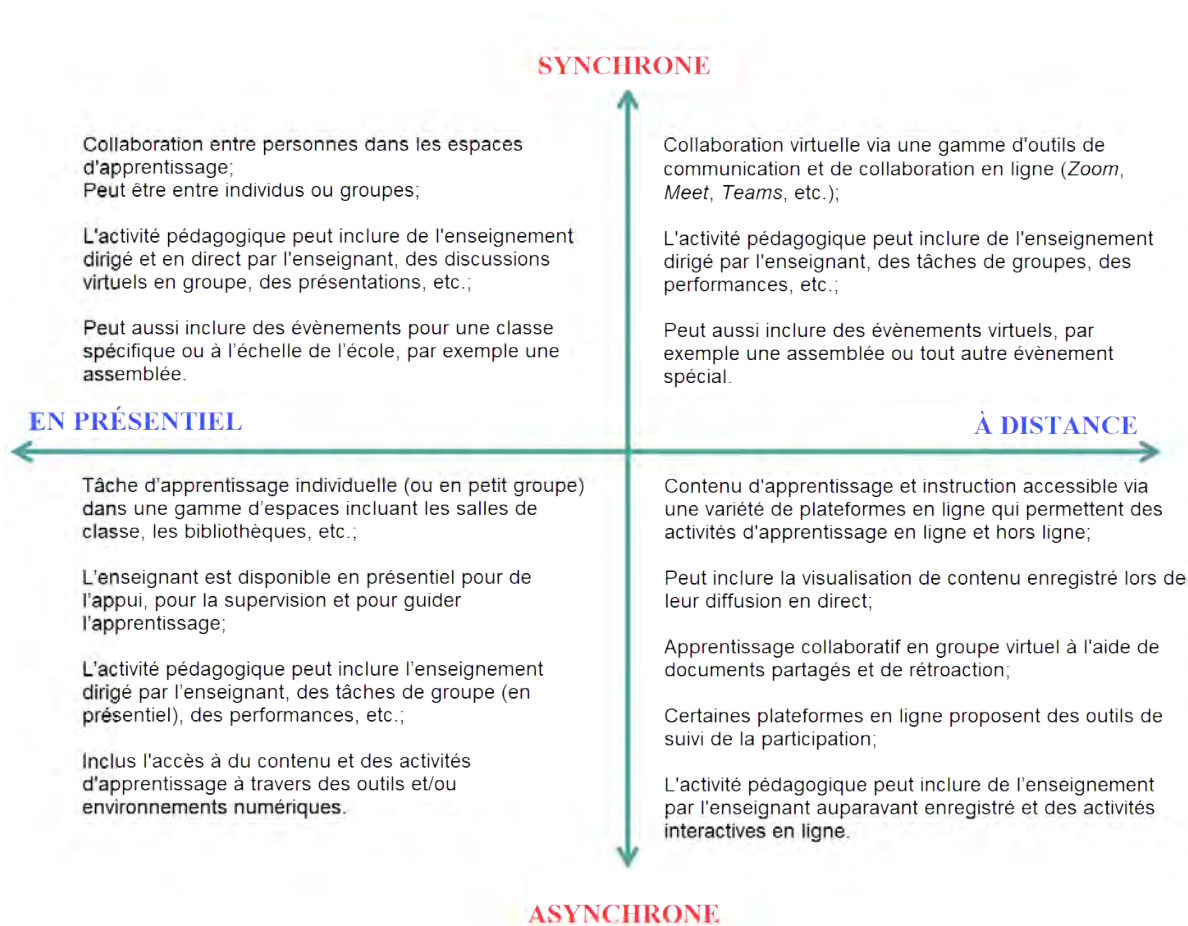 SYNCHRONE
Collaboration entre personnes dans les espaces
d'apprentissage;
Peut être entre individus ou groupes;
L'activité pédagogique peut inclure de l'enseignement
dirigé et en direct par l'enseignant, des discussions
virtuels en groupe, des présentations, etc.;
Peut aussi inclure des évènements pour une classe
spécifique ou à l'échelle de l'école, par exemple une
assemblée.
Collaboration virtuelle via une gamme d'outils de
communication et de collaboration en ligne (Zoom,
Meet, Teams, etc.);
L'activité pédagogique peut inclure de l'enseignement
dirigé par l'enseignant, des tâches de groupes, des
performances, etc.;
Peut aussi inclure des évènements virtuels, par
exemple une assemblée ou tout autre évènement
spécial.
EN PRÉSENTIEL
À DISTANCE
Tâche d'apprentissage individuelle (ou en petit groupe)
dans une gamme d'espaces incluant les salles de
classe, les bibliothèques, etc.;
L'enseignant est disponible en présentiel pour de
l'appui, pour la supervision et pour guider
l'apprentissage;
L'activité pédagogique peut inclure l'enseignement
dirigé par l'enseignant, des tâches de groupe (en
présentiel), des performances, etc.;
Inclus l'accès à du contenu et des activités
d'apprentissage à travers des outils et/ou
environnements numériques.
Contenu d'apprentissage et instruction accessible via
une variété de plateformes en ligne qui permettent des
activités d'apprentissage en ligne et hors ligne;
Peut inclure la visualisation de contenu enregistré lors de
leur diffusion en direct;
Apprentissage collaboratif en groupe virtuel à l'aide de
documents partagés et de rétroaction;
Certaines plateformes en ligne proposent des outils de
suivi de la participation;
L'activité pédagogique peut inclure de l'enseignement
par l'enseignant auparavant enregistré et des activités
interactives en ligne.
ASYNCHRONE